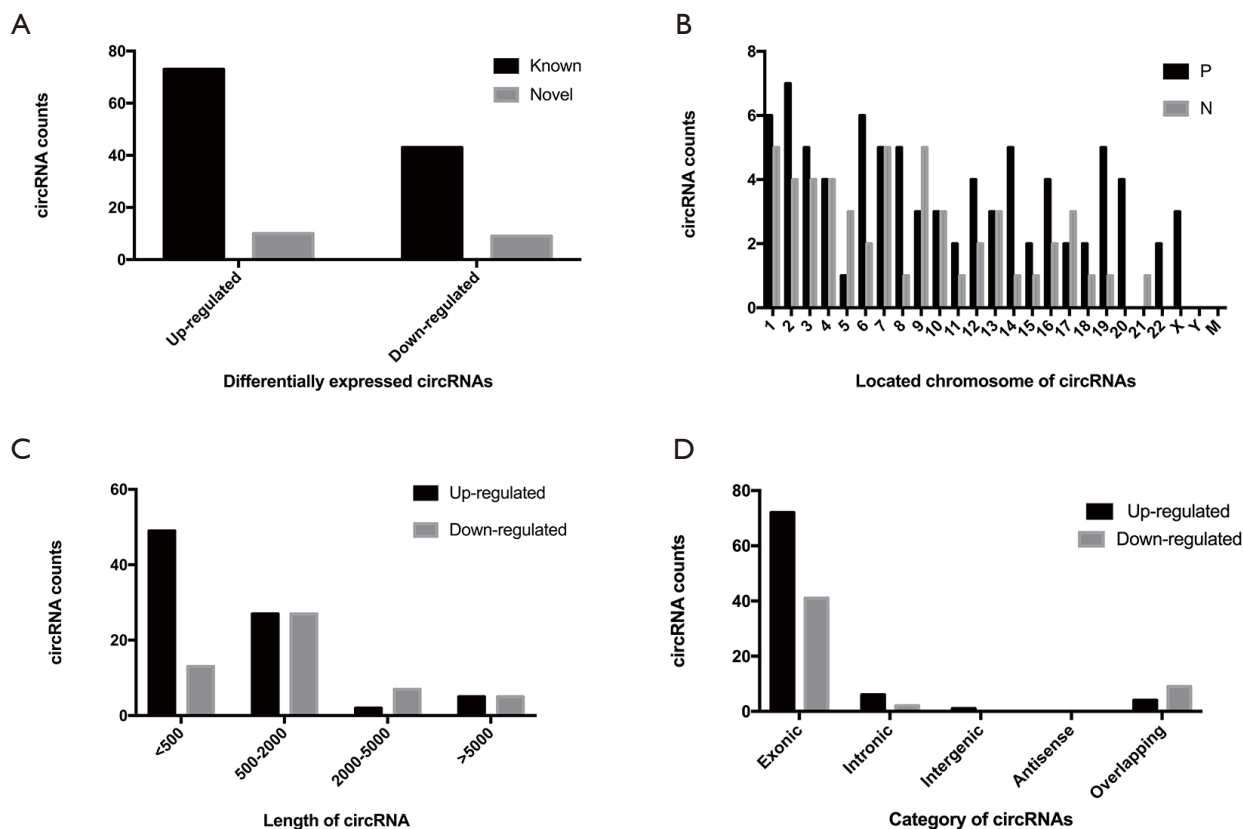 A
circRNA counts
80
60
40
20
0
Known
Novel
Up-regulated
Down-regulated
Differentially expressed circRNAs
B
circRNA counts
8
6
4
2
0
P
N
1
2
3
4
5
6
7
8
9
10
11
12
13
14
15
16
17
18
19
20
21
22
X
Y
M
Located chromosome of circRNAs
C
circRNA counts
60
40
20
0
Up-regulated
Down-regulated
<500
500-2000
2000-5000
>5000
Length of circRNA
D
circRNA counts
80
60
40
20
0
Up-regulated
Down-regulated
Exonic
Intronic
Intergenic
Antisense
Overlapping
Category of circRNAs